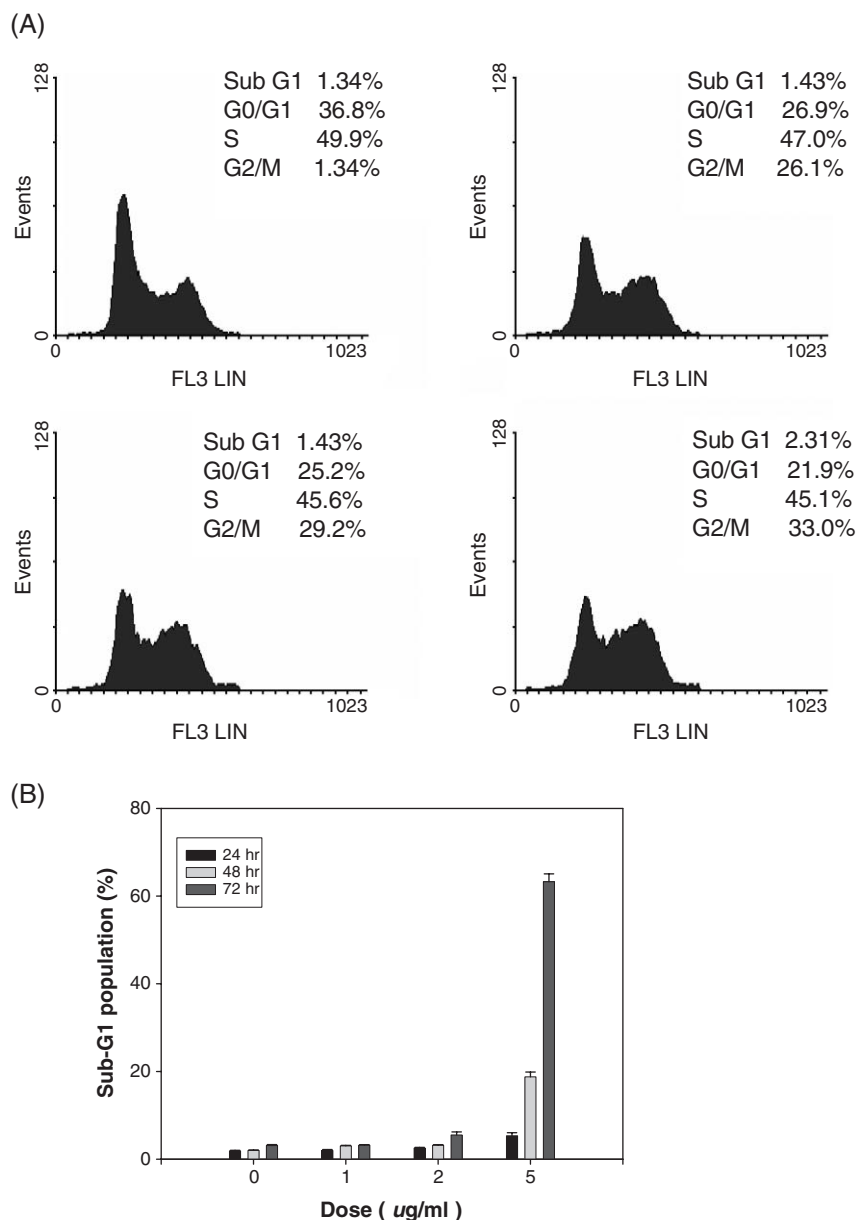 (A)
128
Events
0
Sub G1 1.34%
G0/G1 36.8%
S 49.9%
G2/M 1.34%
0 1023
FL3 LIN
128
Events
0
Sub G1 1.43%
G0/G1 26.9%
S 47.0%
G2/M 26.1%
0 1023
FL3 LIN
128
Events
0
Sub G1 1.43%
G0/G1 25.2%
S 45.6%
G2/M 29.2%
0 1023
FL3 LIN
128
Events
0
Sub G1 2.31%
G0/G1 21.9%
S 45.1%
G2/M 33.0%
0 1023
FL3 LIN
(B)
Sub-G1 population (%)
80
60
40
20
0
24 hr
48 hr
72 hr
0 1 2 5
Dose ( ug/ml )